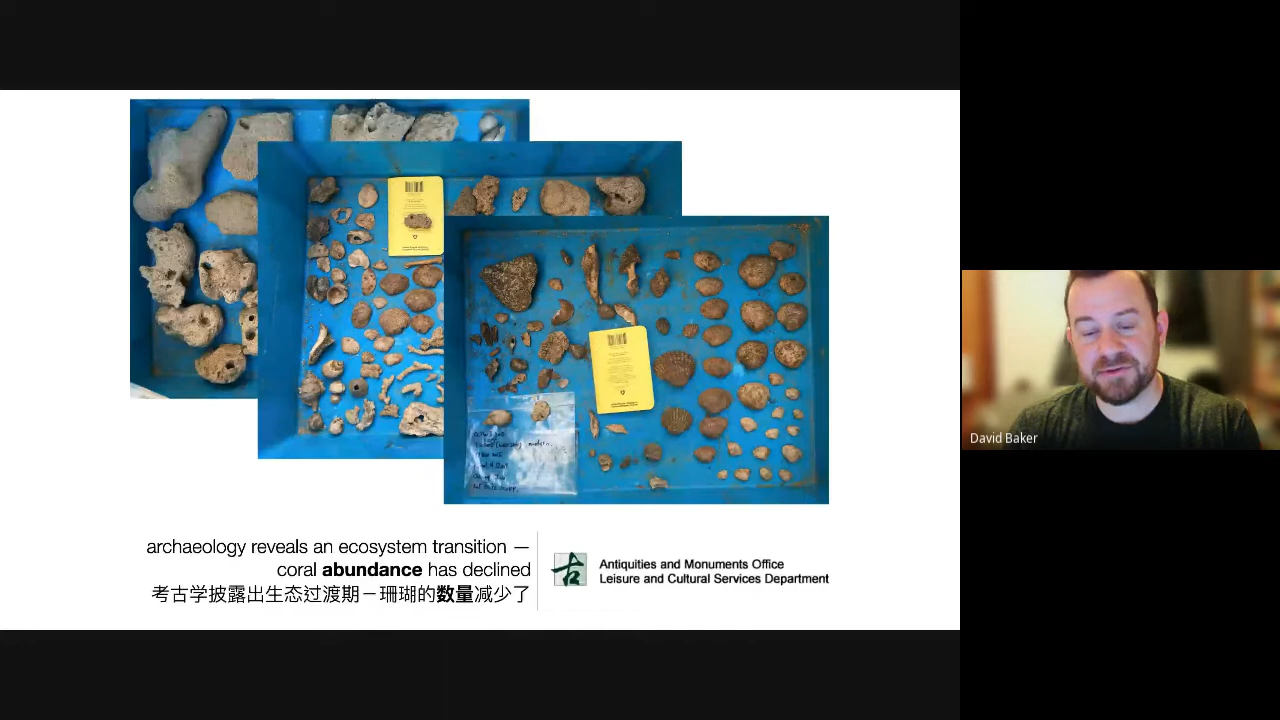 archaeology reveals an ecosystem transition —
coral abundance has declined
考古学披露出生态过渡期－珊瑚的数量减少了
古
Antiquities and Monuments Office
Leisure and Cultural Services Department
David Baker